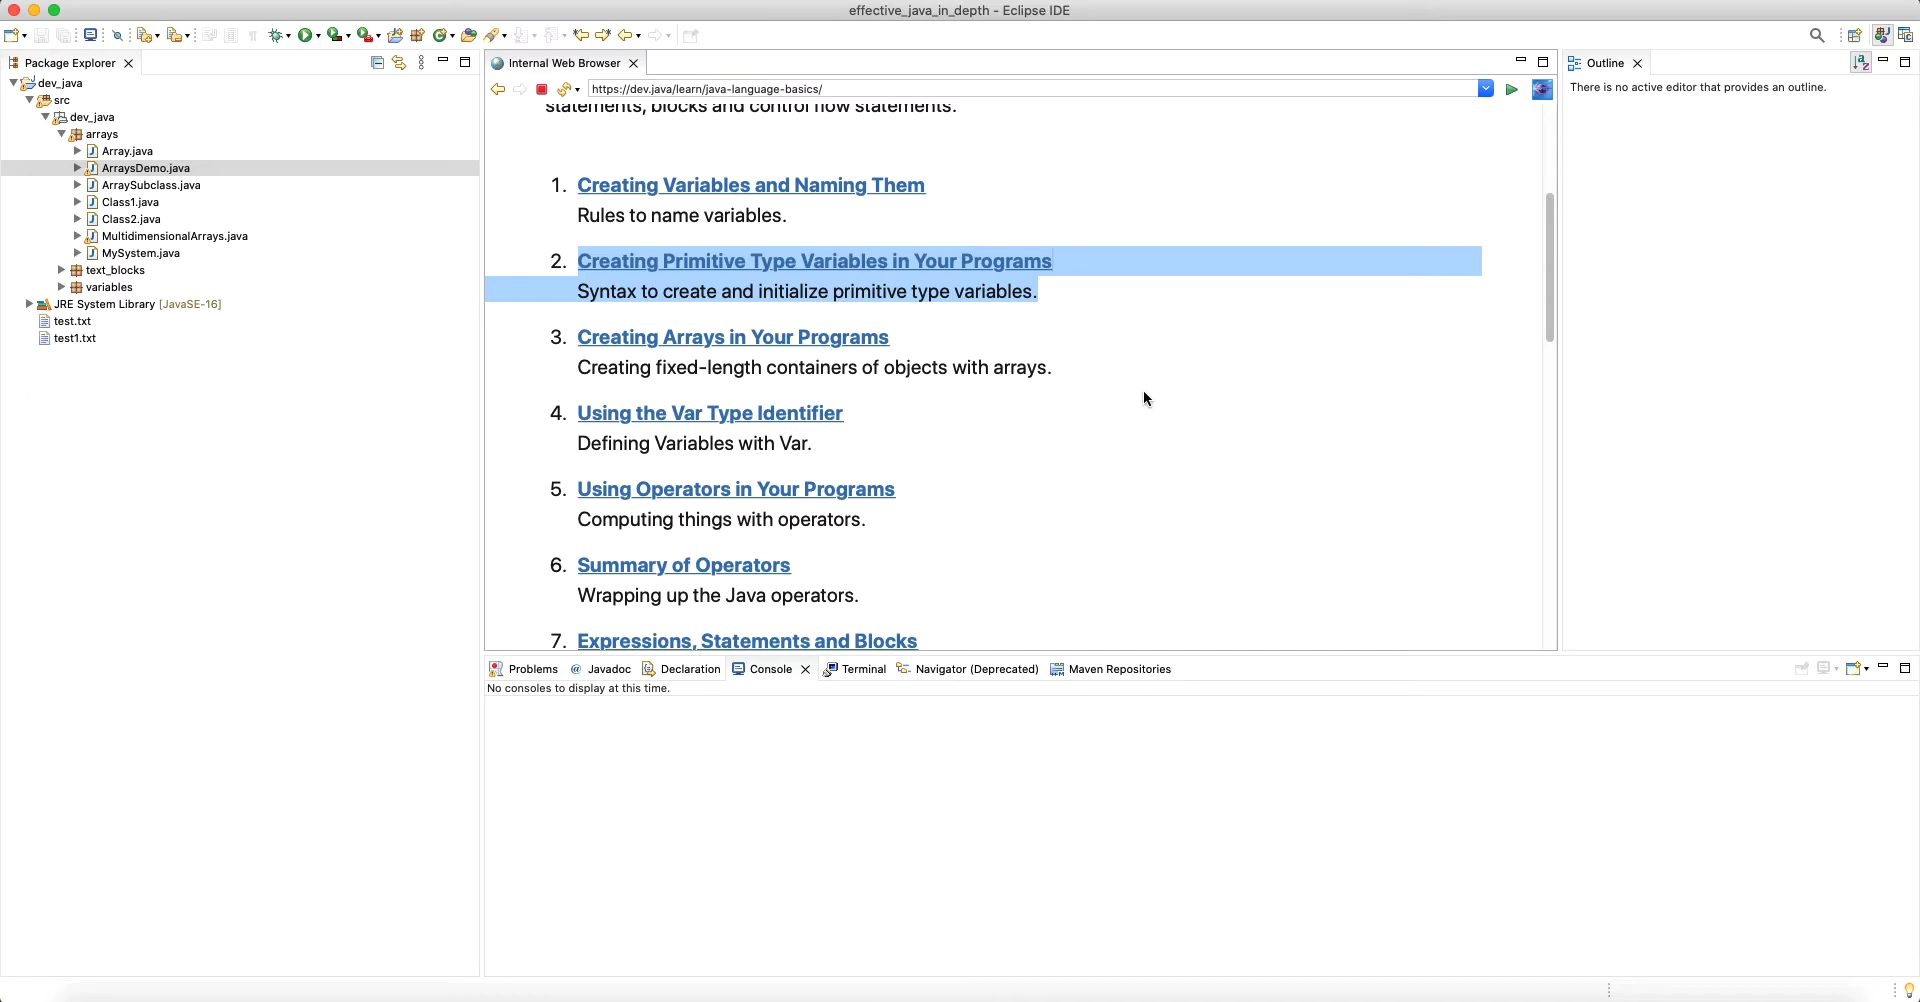 effective_java_in_depth - Eclipse IDE
Package Explorer
dev_java
src
dev_java
arrays
Array.java
ArraysDemo.java
ArraySubclass.java
Class1.java
Class2.java
MultidimensionalArrays.java
MySystem.java
text_blocks
variables
JRE System Library [JavaSE-16]
test.txt
test1.txt
Internal Web Browser
https://dev.java/learn/java-language-basics/
statements, blocks and control flow statements.
1. Creating Variables and Naming Them
Rules to name variables.
2. Creating Primitive Type Variables in Your Programs
Syntax to create and initialize primitive type variables.
3. Creating Arrays in Your Programs
Creating fixed-length containers of objects with arrays.
4. Using the Var Type Identifier
Defining Variables with Var.
5. Using Operators in Your Programs
Computing things with operators.
6. Summary of Operators
Wrapping up the Java operators.
7. Expressions, Statements and Blocks
Outline
There is no active editor that provides an outline.
Problems @ Javadoc Declaration Console Terminal Navigator (Deprecated) Maven Repositories
No consoles to display at this time.